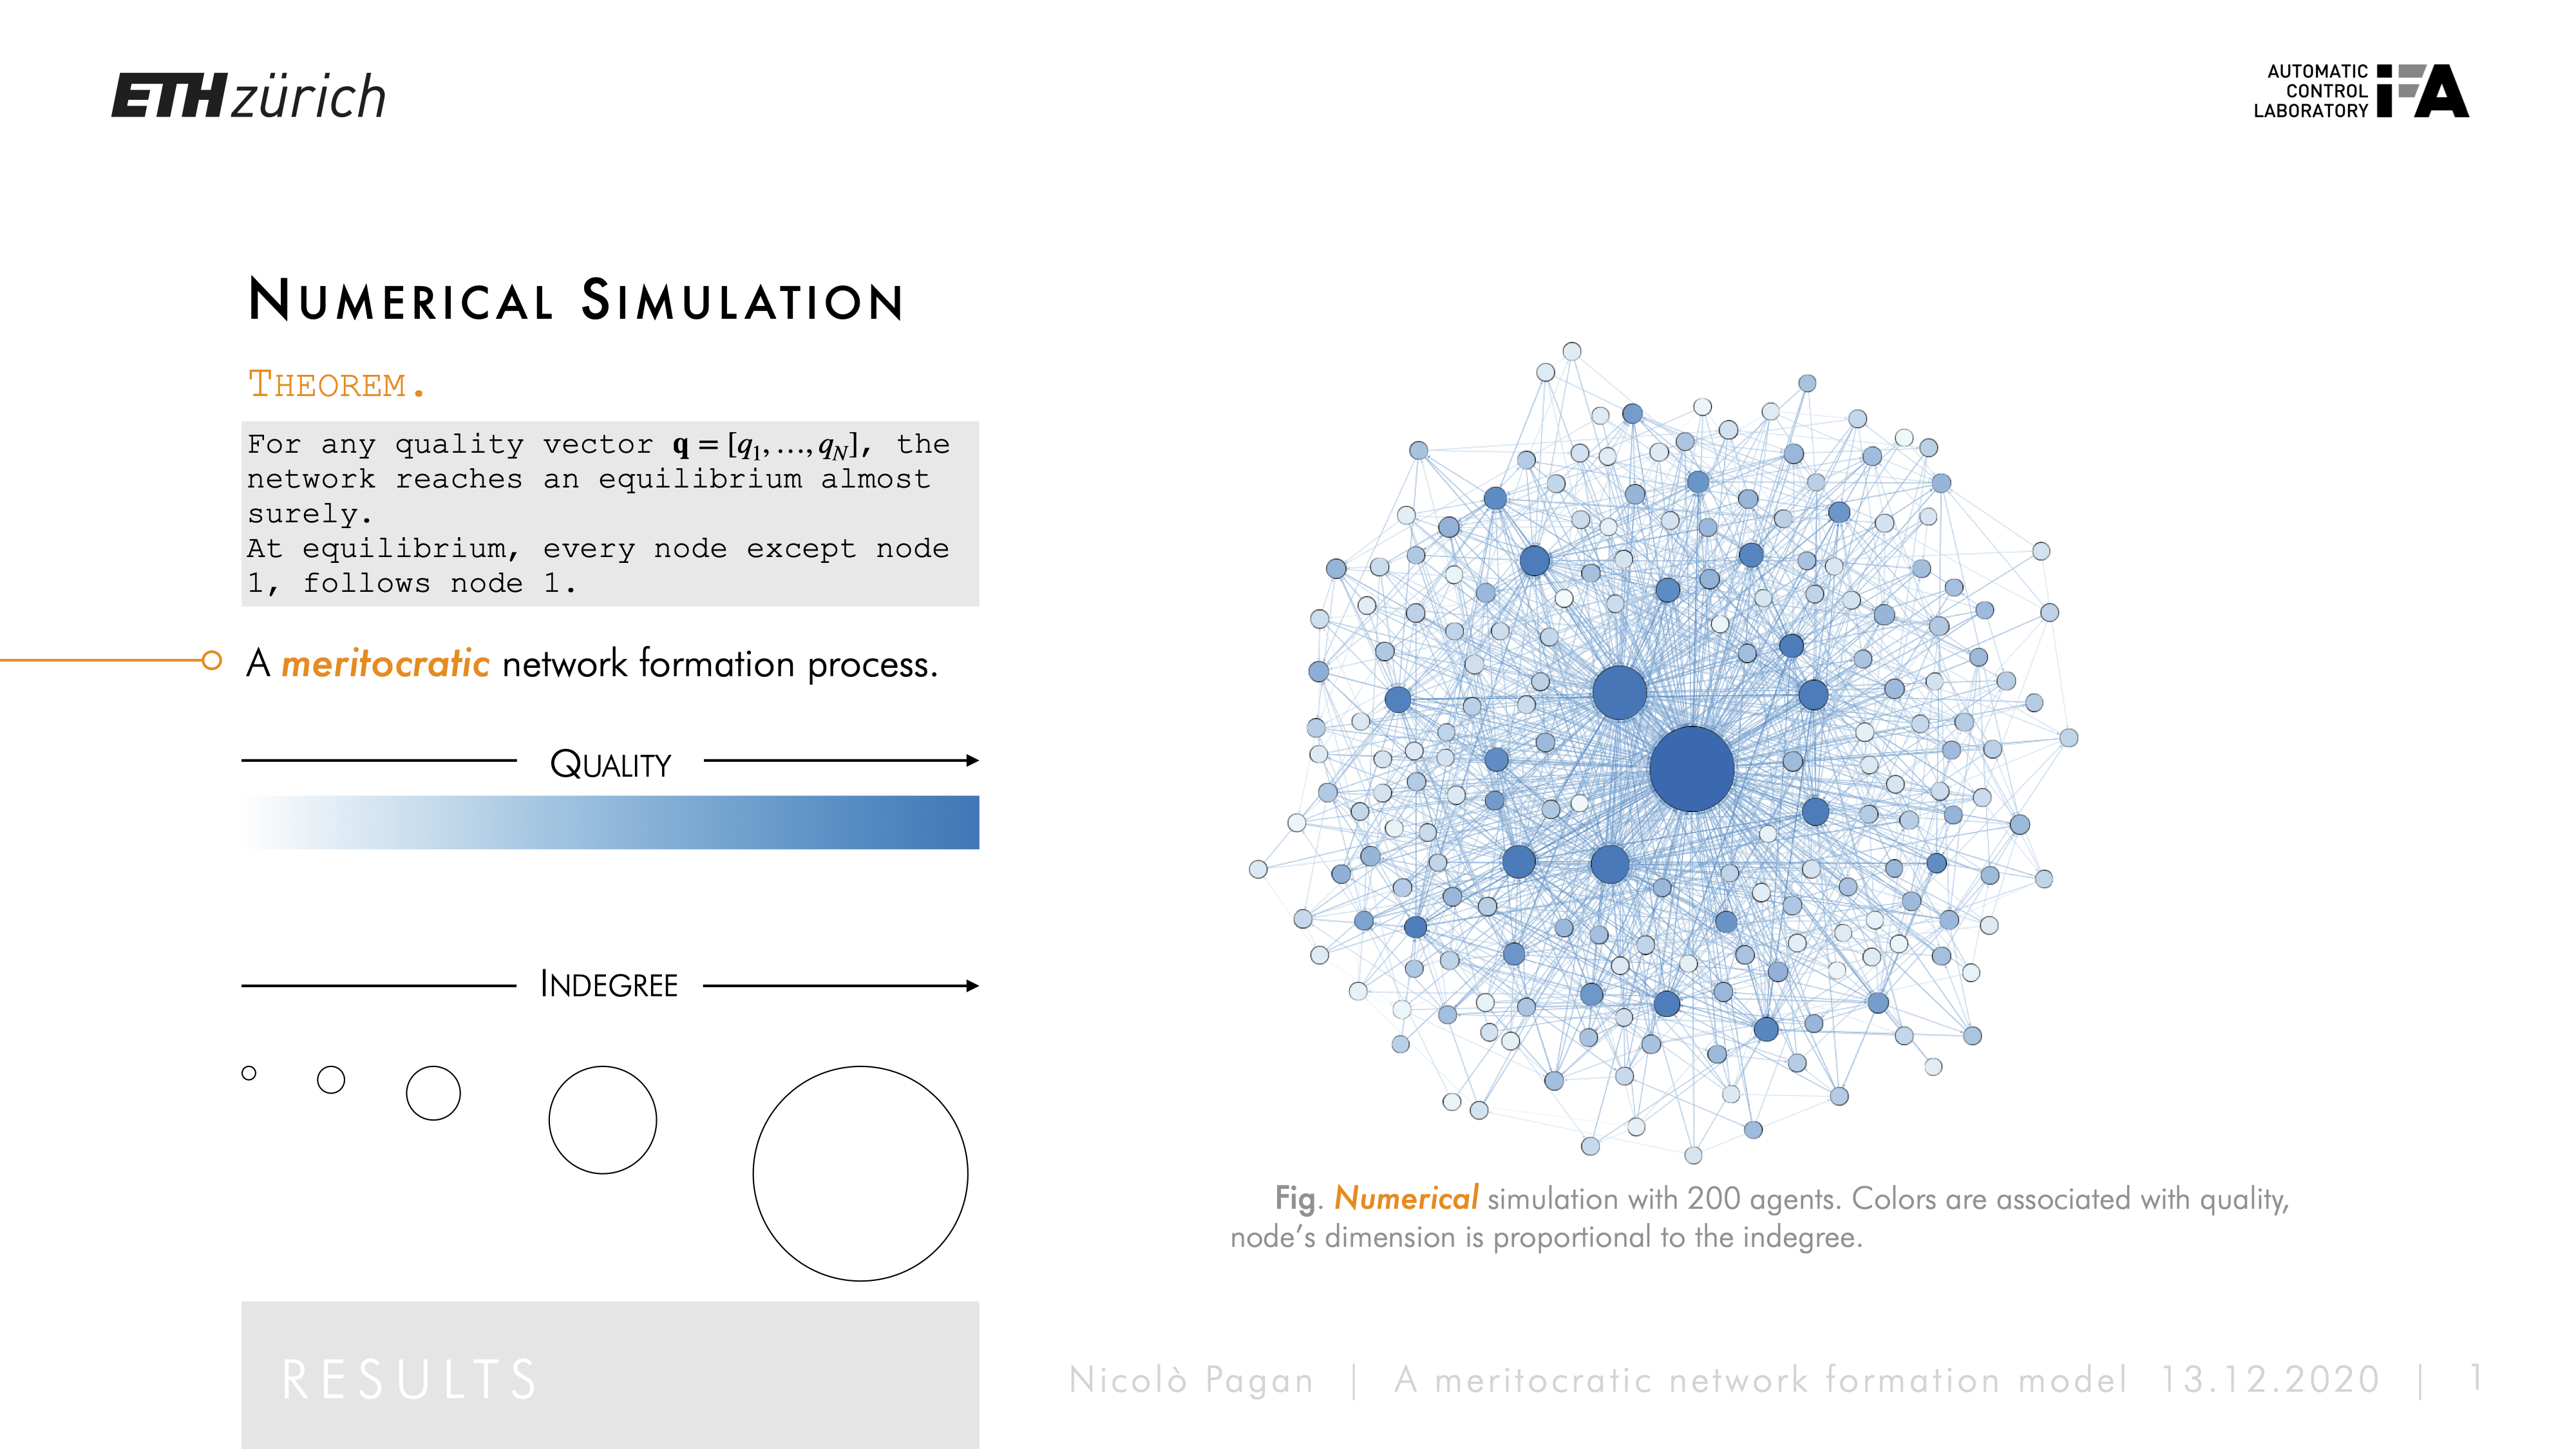 ETH zürich
AUTOMATIC
CONTROL
LABORATORY
IFA
NUMERICAL SIMULATION
THEOREM.
For any quality vector q = [q₁, …, q_N], the
network reaches an equilibrium almost
surely.
At equilibrium, every node except node
1, follows node 1.
A meritocratic network formation process.
QUALITY
INDEGREE
Fig. Numerical simulation with 200 agents. Colors are associated with quality,
node’s dimension is proportional to the indegree.
RESULTS
Nicolò Pagan | A meritocratic network formation model 13.12.2020 | 1